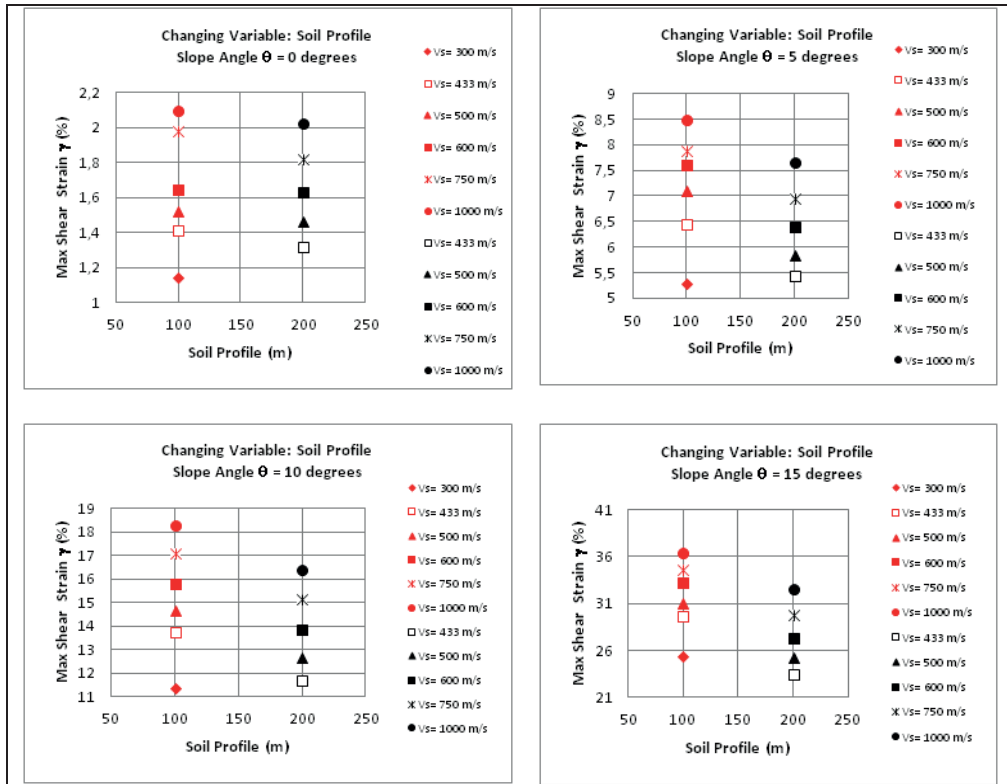 Changing Variable: Soil Profile
Slope Angle θ = 0 degrees
Max Shear Strain γ (%)
2,2
2
1,8
1,6
1,4
1,2
1
50 100 150 200 250
Soil Profile (m)
Vs= 300 m/s
Vs= 433 m/s
Vs= 500 m/s
Vs= 600 m/s
Vs= 750 m/s
Vs= 1000 m/s
Vs= 433 m/s
Vs= 500 m/s
Vs= 600 m/s
Vs= 750 m/s
Vs= 1000 m/s
Changing Variable: Soil Profile
Slope Angle θ = 5 degrees
Max Shear Strain γ (%)
9
8,5
8
7,5
7
6,5
6
5,5
5
50 100 150 200 250
Soil Profile (m)
Vs= 300 m/s
Vs= 433 m/s
Vs= 500 m/s
Vs= 600 m/s
Vs= 750 m/s
Vs= 1000 m/s
Vs= 433 m/s
Vs= 500 m/s
Vs= 600 m/s
Vs= 750 m/s
Vs= 1000 m/s
Changing Variable: Soil Profile
Slope Angle θ = 10 degrees
Max Shear Strain γ (%)
19
18
17
16
15
14
13
12
11
50 100 150 200 250
Soil Profile (m)
Vs= 300 m/s
Vs= 433 m/s
Vs= 500 m/s
Vs= 600 m/s
Vs= 750 m/s
Vs= 1000 m/s
Vs= 433 m/s
Vs= 500 m/s
Vs= 600 m/s
Vs= 750 m/s
Vs= 1000 m/s
Changing Variable: Soil Profile
Slope Angle θ = 15 degrees
Max Shear Strain γ (%)
41
36
31
26
21
50 100 150 200 250
Soil Profile (m)
Vs= 300 m/s
Vs= 433 m/s
Vs= 500 m/s
Vs= 600 m/s
Vs= 750 m/s
Vs= 1000 m/s
Vs= 433 m/s
Vs= 500 m/s
Vs= 600 m/s
Vs= 750 m/s
Vs= 1000 m/s